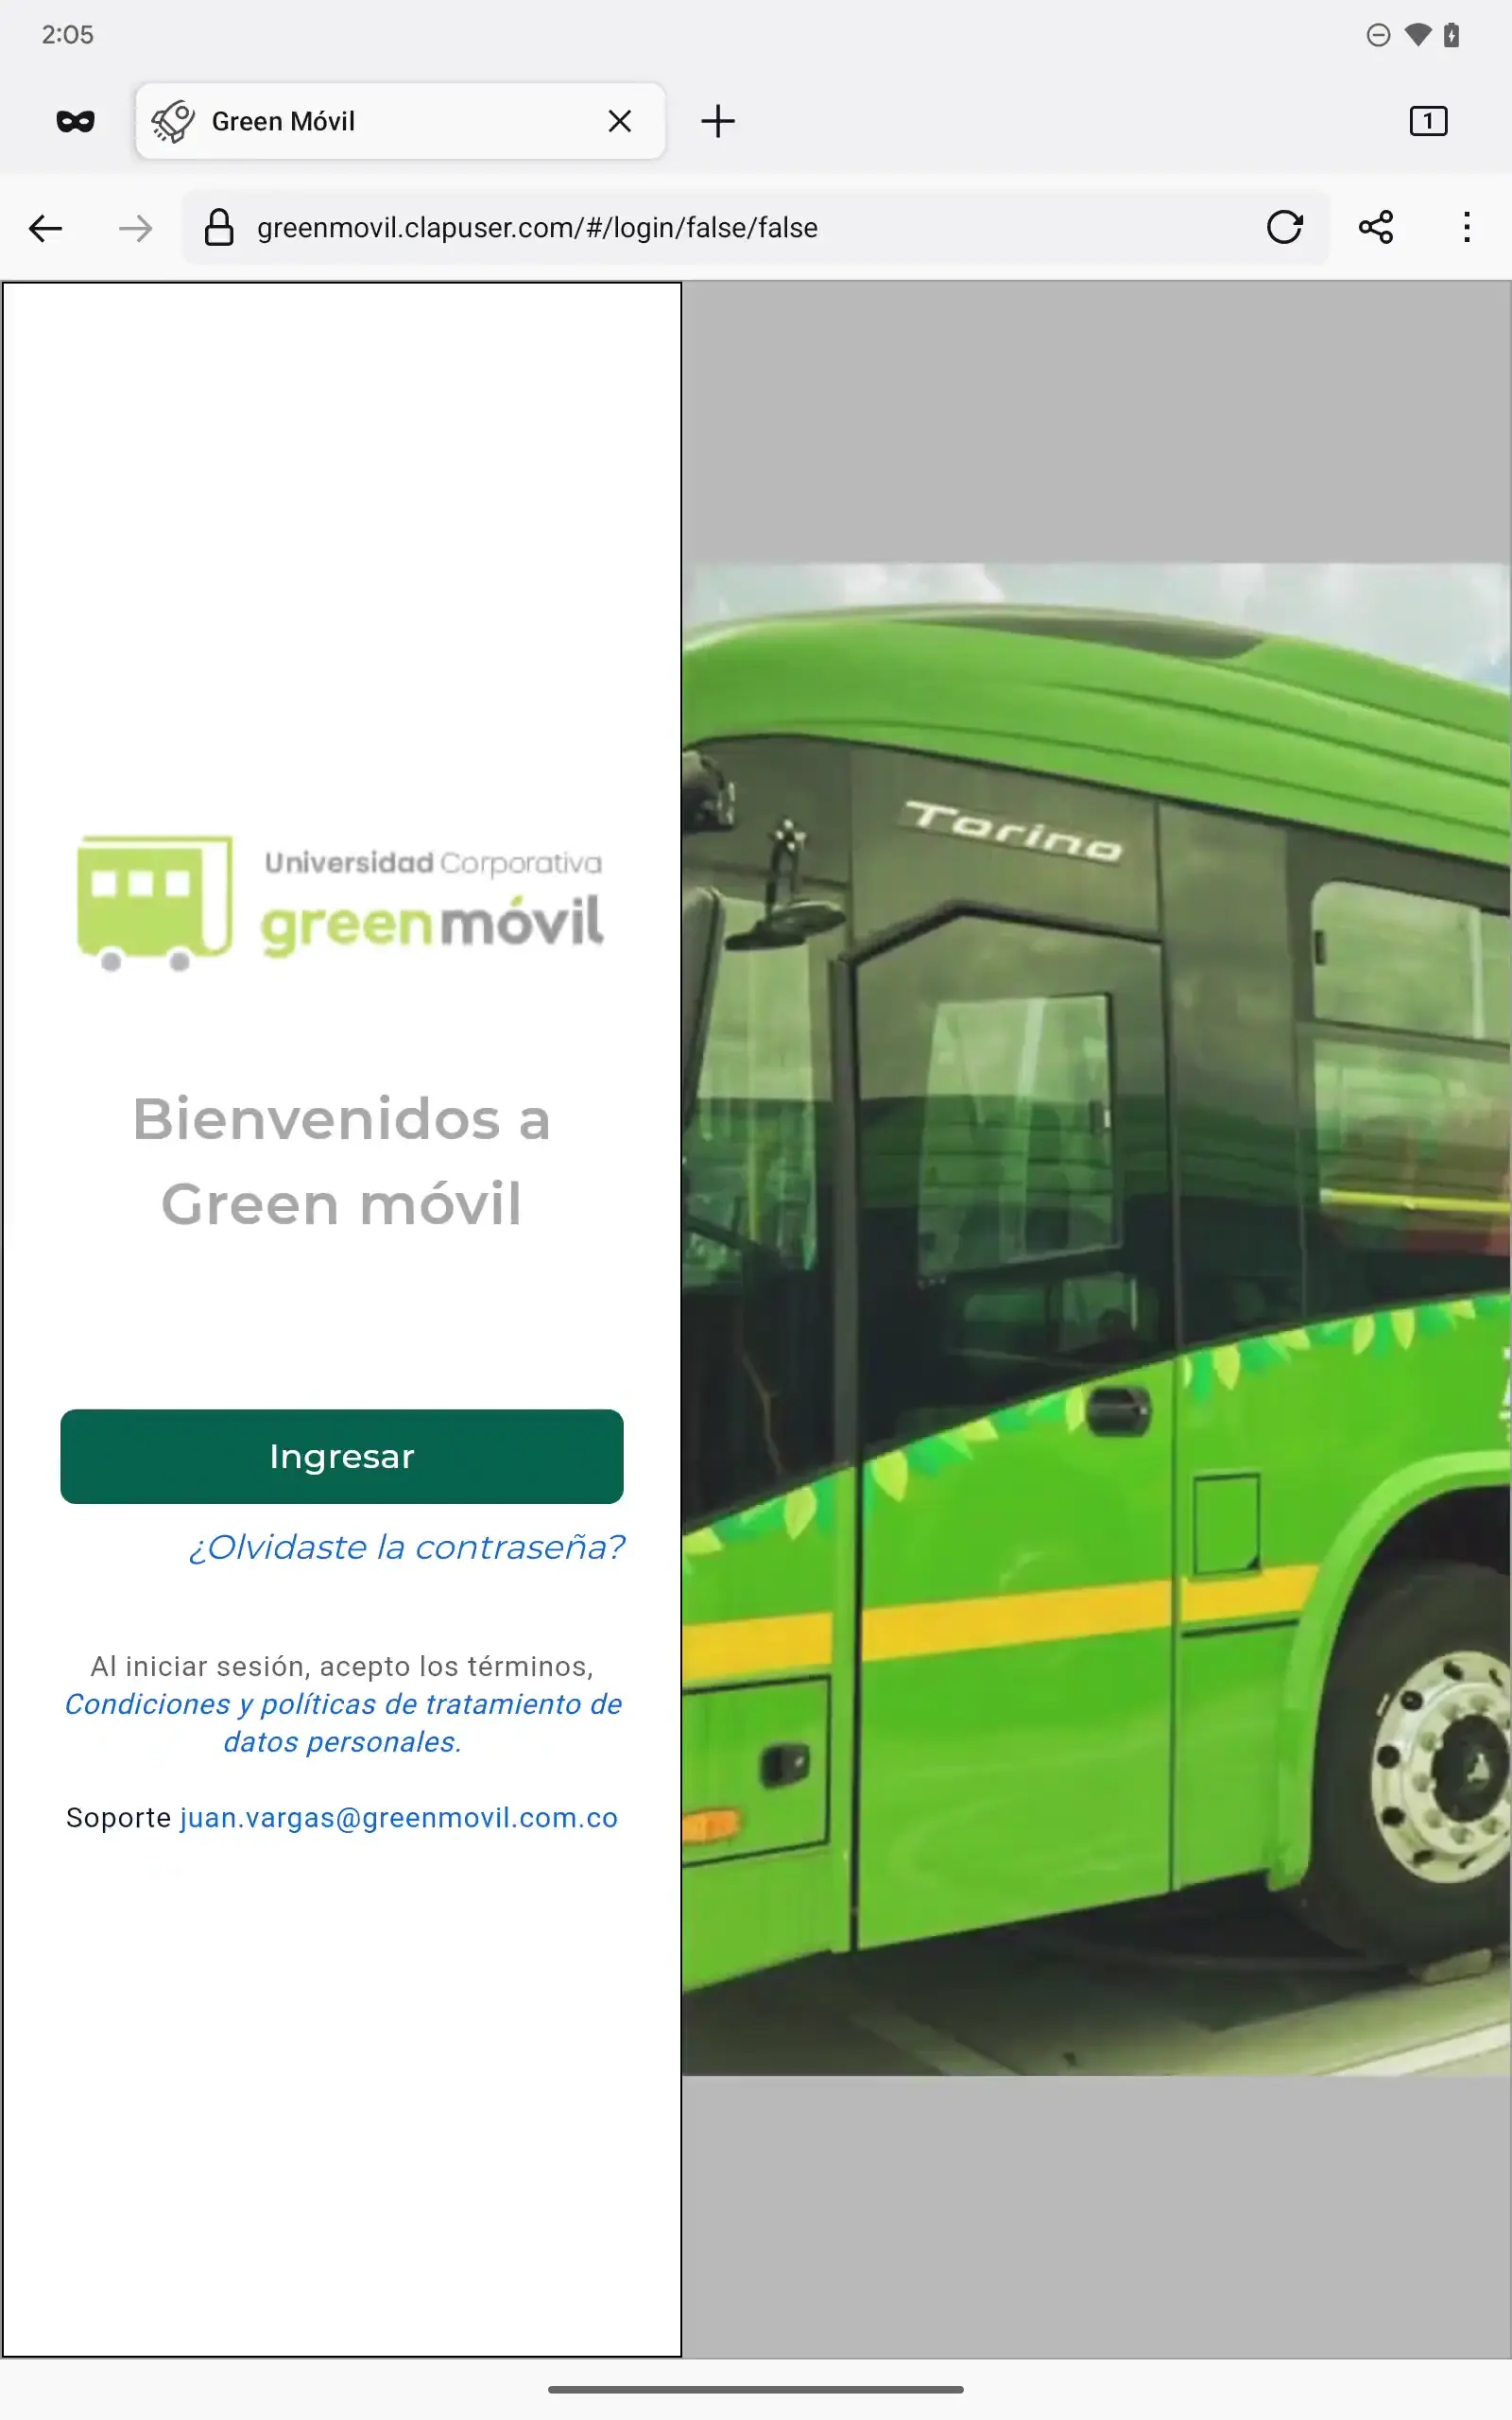 2:05
Green Móvil
1
greenmovil.clapuser.com/#/login/false/false
Universidad Corporativa
greenmóvil
Bienvenidos a
Green móvil
Ingresar
¿Olvidaste la contraseña?
Al iniciar sesión, acepto los términos,
Condiciones y políticas de tratamiento de
datos personales.
Soporte juan.vargas@greenmovil.com.co
Torino